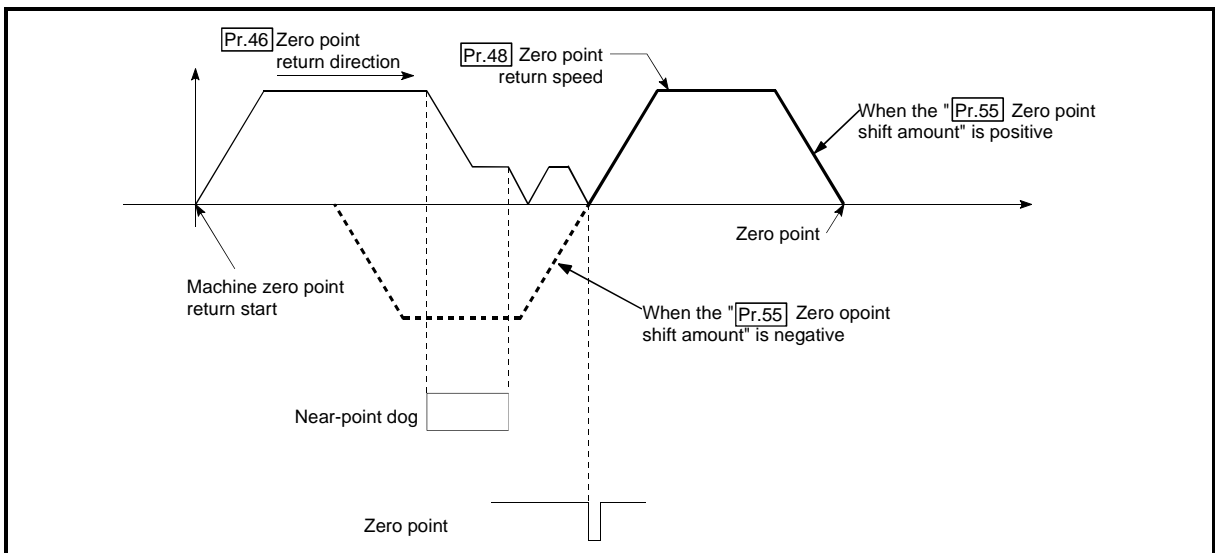 Pr.46 Zero point
return direction
Pr.48 Zero point
return speed
When the "Pr.55 Zero point
shift amount" is positive
Zero point
Machine zero point
return start
When the "Pr.55 Zero opoint
shift amount" is negative
Near-point dog
Zero point